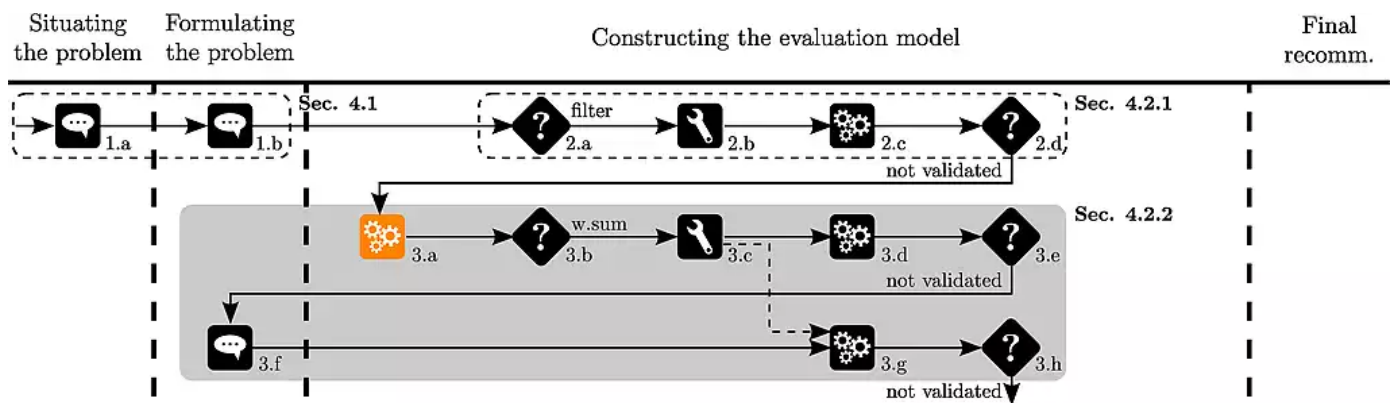 Situating
the problem
Formulating
the problem
Constructing the evaluation model
Final
recomm.
Sec. 4.1
Sec. 4.2.1
filter
?
?
1.a
1.b
2.a
2.b
2.c
2.d
not validated
Sec. 4.2.2
w.sum
?
?
3.a
3.b
3.c
3.d
3.e
not validated
?
3.f
3.g
3.h
not validated